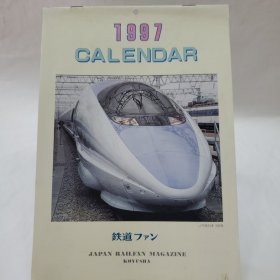 1997
CALENDAR
鉄道ファン
JAPAN RAILFAN MAGAZINE
KOYUSHA